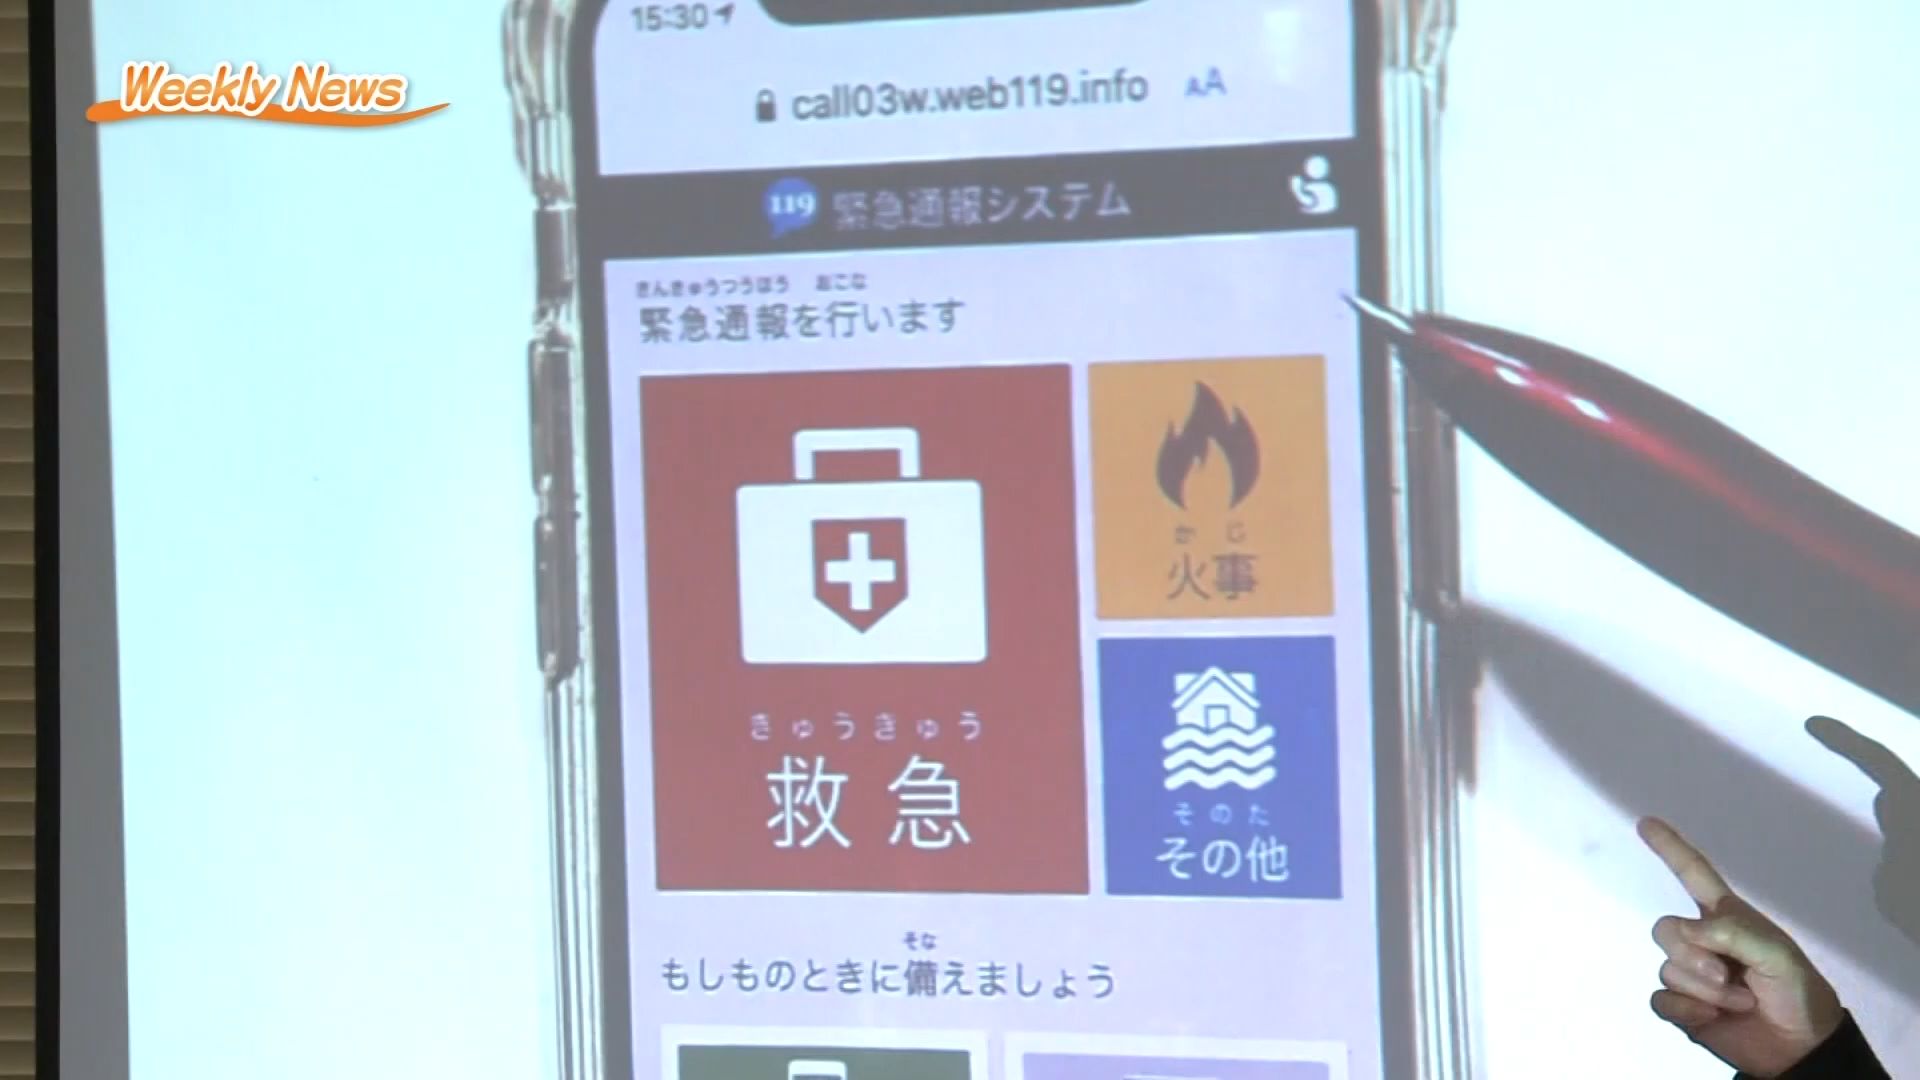 Weekly News
15:30
call03w.web119.info
AA
119 緊急通報システム
きんきゅうつうほう おこな
緊急通報を行います
きゅうきゅう
救急
かじ
火事
そのた
その他
そな
もしものときに備えましょう